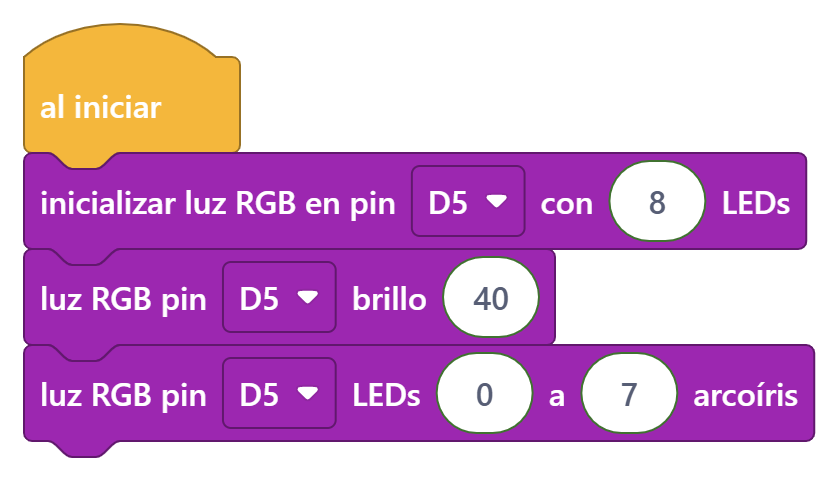 al iniciar
inicializar luz RGB en pin D5 con 8 LEDs
luz RGB pin D5 brillo 40
luz RGB pin D5 LEDs 0 a 7 arcoíris